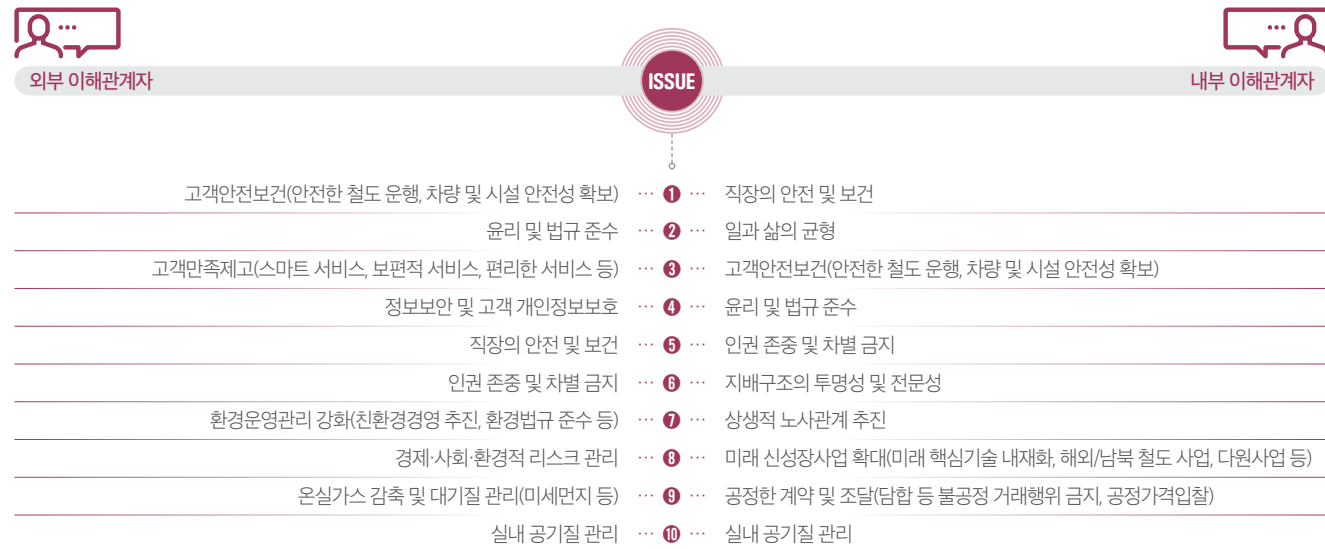 외부 이해관계자 ISSUE 내부 이해관계자
고객안전보건(안전한 철도 운행, 차량 및 시설 안전성 확보) ··· 1 ··· 직장의 안전 및 보건
윤리 및 법규 준수 ··· 2 ··· 일과 삶의 균형
고객만족제고(스마트 서비스, 보편적 서비스, 편리한 서비스 등) ··· 3 ··· 고객안전보건(안전한 철도 운행, 차량 및 시설 안전성 확보)
정보보안 및 고객 개인정보보호 ··· 4 ··· 윤리 및 법규 준수
직장의 안전 및 보건 ··· 5 ··· 인권 존중 및 차별 금지
인권 존중 및 차별 금지 ··· 6 ··· 지배구조의 투명성 및 전문성
환경운영관리 강화(친환경경영 추진, 환경법규 준수 등) ··· 7 ··· 상생적 노사관계 추진
경제·사회·환경적 리스크 관리 ··· 8 ··· 미래 신성장사업 확대(미래 핵심기술 내재화, 해외/남북 철도 사업, 다원사업 등)
온실가스 감축 및 대기질 관리(미세먼지 등) ··· 9 ··· 공정한 계약 및 조달(담합 등 불공정 거래행위 금지, 공정가격입찰)
실내 공기질 관리 ··· 10 ··· 실내 공기질 관리